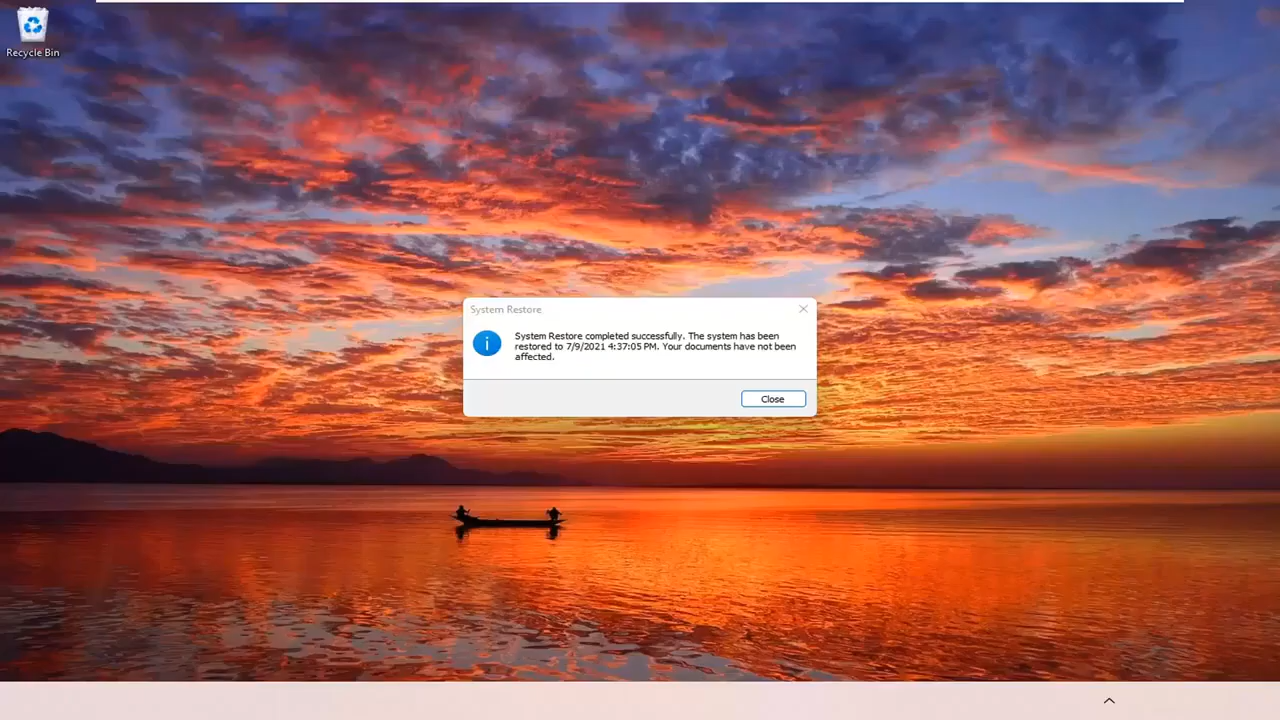 Recycle Bin
System Restore
System Restore completed successfully. The system has been
restored to 7/9/2021 4:37:05 PM. Your documents have not been
affected.
Close